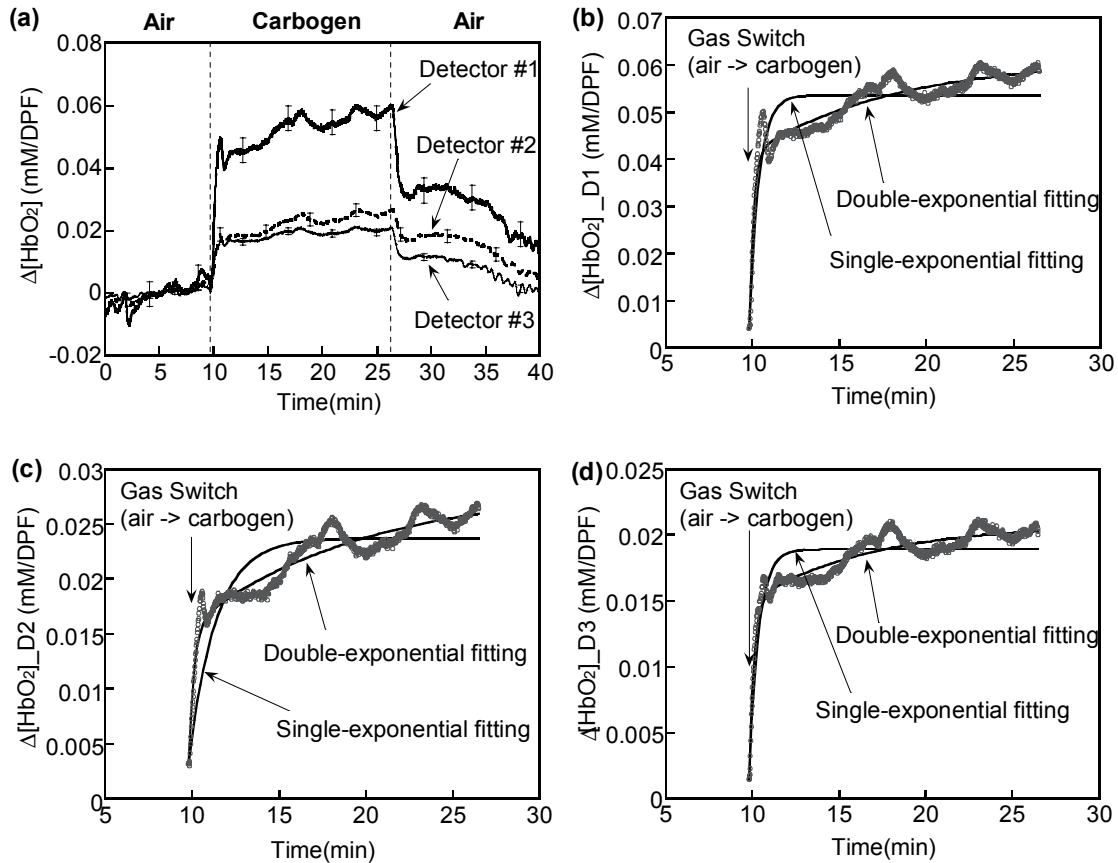 (a)
Air Carbogen Air
Δ[HbO₂] (mM/DPF)
0.08
0.06
0.04
0.02
0
-0.02
Detector #1
Detector #2
Detector #3
0 5 10 15 20 25 30 35 40
Time(min)
(b)
Δ[HbO₂]_D1 (mM/DPF)
0.07
0.06
0.05
0.04
0.03
0.02
0.01
0
Gas Switch
(air -> carbogen)
Double-exponential fitting
Single-exponential fitting
5 10 15 20 25 30
Time(min)
(c)
Δ[HbO₂]_D2 (mM/DPF)
0.03
0.025
0.02
0.015
0.01
0.005
0
Gas Switch
(air -> carbogen)
Double-exponential fitting
Single-exponential fitting
5 10 15 20 25 30
Time(min)
(d)
Δ[HbO₂]_D3 (mM/DPF)
0.025
0.02
0.015
0.01
0.005
0
Gas Switch
(air -> carbogen)
Double-exponential fitting
Single-exponential fitting
5 10 15 20 25 30
Time(min)